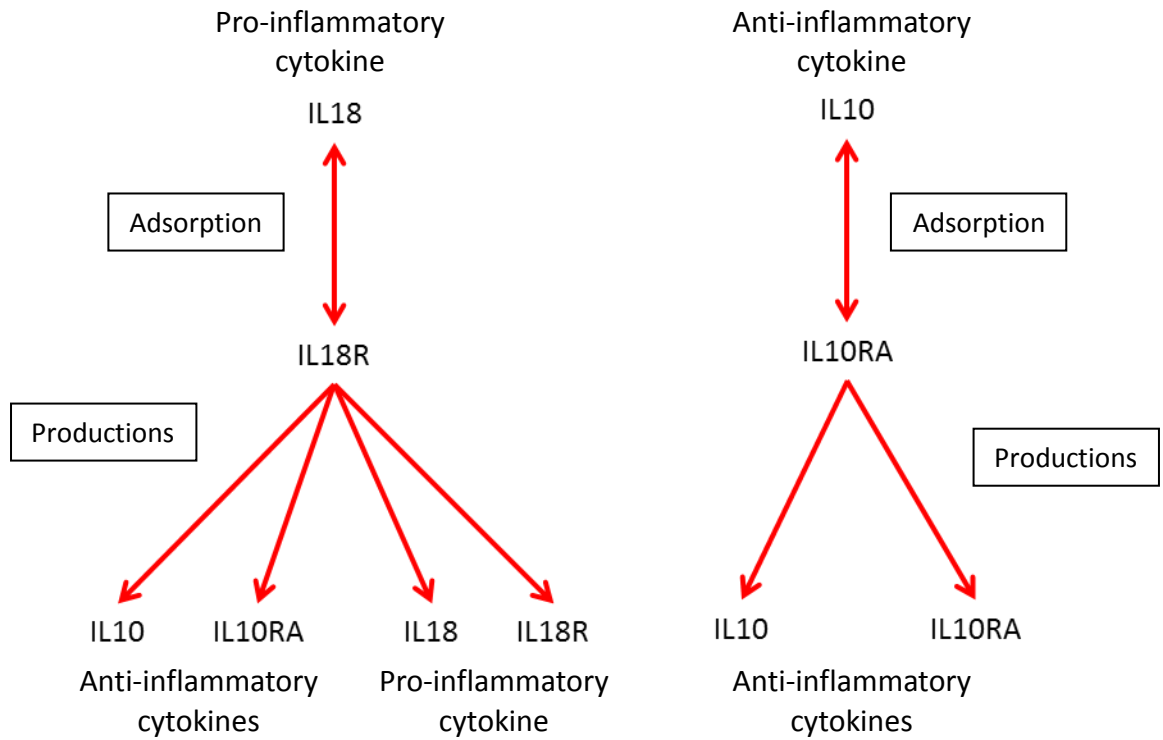 Pro-inflammatory
cytokine
IL18
Anti-inflammatory
cytokine
IL10
Adsorption
Adsorption
IL18R
IL10RA
Productions
Productions
IL10
IL10RA
IL18
IL18R
IL10
IL10RA
Anti-inflammatory
cytokines
Pro-inflammatory
cytokine
Anti-inflammatory
cytokines